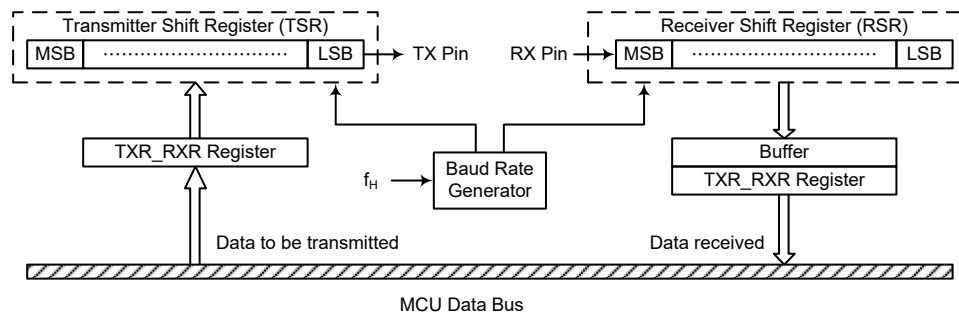 Transmitter Shift Register (TSR)
MSB ................................ LSB
TX Pin
RX Pin
Receiver Shift Register (RSR)
MSB ................................ LSB
TXR_RXR Register
fH
Baud Rate
Generator
Buffer
TXR_RXR Register
Data to be transmitted
Data received
MCU Data Bus